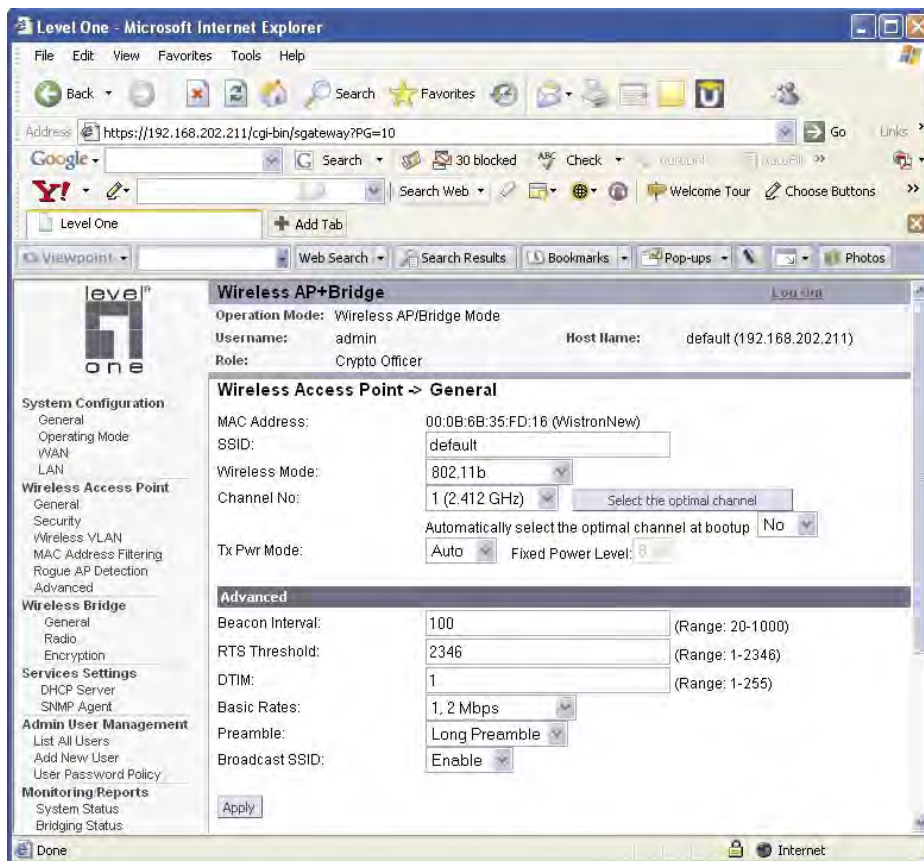 Level One - Microsoft Internet Explorer
File Edit View Favorites Tools Help
Back Search Favorites
Address https://192.168.202.211/cgi-bin/sgateway?PG=10 Go Links »
Google Search 30 blocked ABC Check AutoFill »
Y! Search Web Welcome Tour Choose Buttons »
Level One Add Tab
Viewpoint Web Search Search Results Bookmarks Pop-ups Photos
level one
Wireless AP+Bridge Log Out
Operation Mode: Wireless AP/Bridge Mode
Username: admin Host Name: default (192.168.202.211)
Role: Crypto Officer
System Configuration
General
Operating Mode
WAN
LAN
Wireless Access Point
General
Security
Wireless VLAN
MAC Address Filtering
Rogue AP Detection
Advanced
Wireless Bridge
General
Radio
Encryption
Services Settings
DHCP Server
SNMP Agent
Admin User Management
List All Users
Add New User
User Password Policy
Monitoring/Reports
System Status
Bridging Status
Wireless Access Point -> General
MAC Address: 00:0B:6B:35:FD:16 (WistronNew)
SSID: default
Wireless Mode: 802.11b
Channel No: 1 (2.412 GHz) Select the optimal channel
Automatically select the optimal channel at bootup No
Tx Pwr Mode: Auto Fixed Power Level: 8
Advanced
Beacon Interval: 100 (Range: 20-1000)
RTS Threshold: 2346 (Range: 1-2346)
DTIM: 1 (Range: 1-255)
Basic Rates: 1, 2 Mbps
Preamble: Long Preamble
Broadcast SSID: Enable
Apply
Done Internet